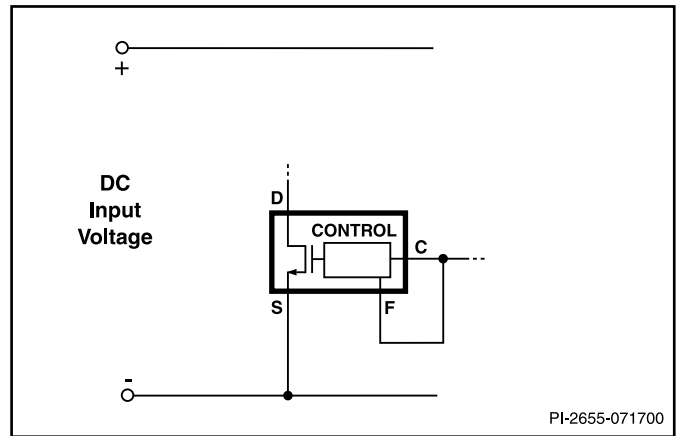 +
DC
Input
Voltage
D
CONTROL
C
S
F
-
PI-2655-071700